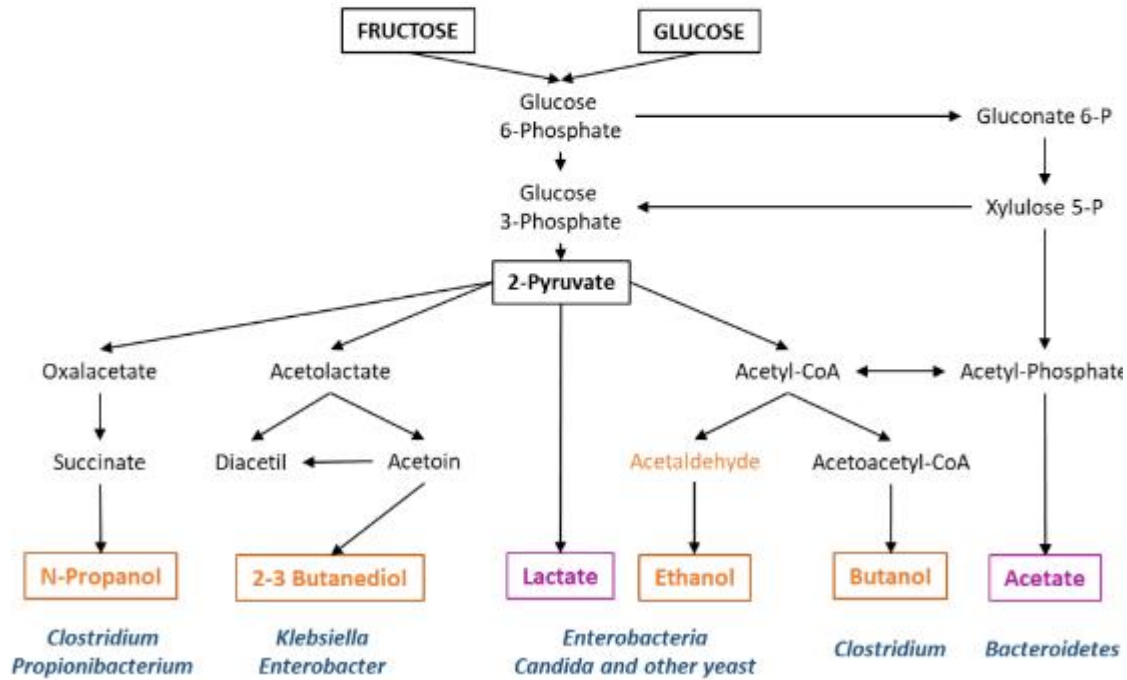 FRUCTOSE
GLUCOSE
Glucose
6-Phosphate
Gluconate 6-P
Glucose
3-Phosphate
Xylulose 5-P
2-Pyruvate
Oxalacetate
Acetolactate
Acetyl-CoA
Acetyl-Phosphate
Succinate
Diacetil
Acetoin
Acetaldehyde
Acetoacetyl-CoA
N-Propanol
2-3 Butanediol
Lactate
Ethanol
Butanol
Acetate
Clostridium
Propionibacterium
Klebsiella
Enterobacter
Enterobacteria
Candida and other yeast
Clostridium
Bacteroidetes